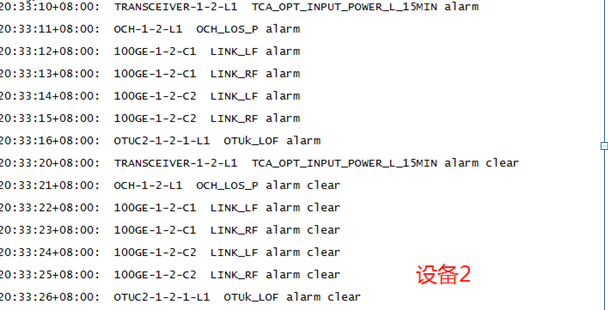 20:33:10+08:00: TRANSCEIVER-1-2-L1 TCA_OPT_INPUT_POWER_L_15MIN alarm
20:33:11+08:00: OCH-1-2-L1 OCH_LOS_P alarm
20:33:12+08:00: 100GE-1-2-C1 LINK_LF alarm
20:33:13+08:00: 100GE-1-2-C1 LINK_RF alarm
20:33:14+08:00: 100GE-1-2-C2 LINK_LF alarm
20:33:15+08:00: 100GE-1-2-C2 LINK_RF alarm
20:33:16+08:00: OTUC2-1-2-1-L1 OTUk_LOF alarm
20:33:20+08:00: TRANSCEIVER-1-2-L1 TCA_OPT_INPUT_POWER_L_15MIN alarm clear
20:33:21+08:00: OCH-1-2-L1 OCH_LOS_P alarm clear
20:33:22+08:00: 100GE-1-2-C1 LINK_LF alarm clear
20:33:23+08:00: 100GE-1-2-C1 LINK_RF alarm clear
20:33:24+08:00: 100GE-1-2-C2 LINK_LF alarm clear
20:33:25+08:00: 100GE-1-2-C2 LINK_RF alarm clear
设备2
20:33:26+08:00: OTUC2-1-2-1-L1 OTUk_LOF alarm clear